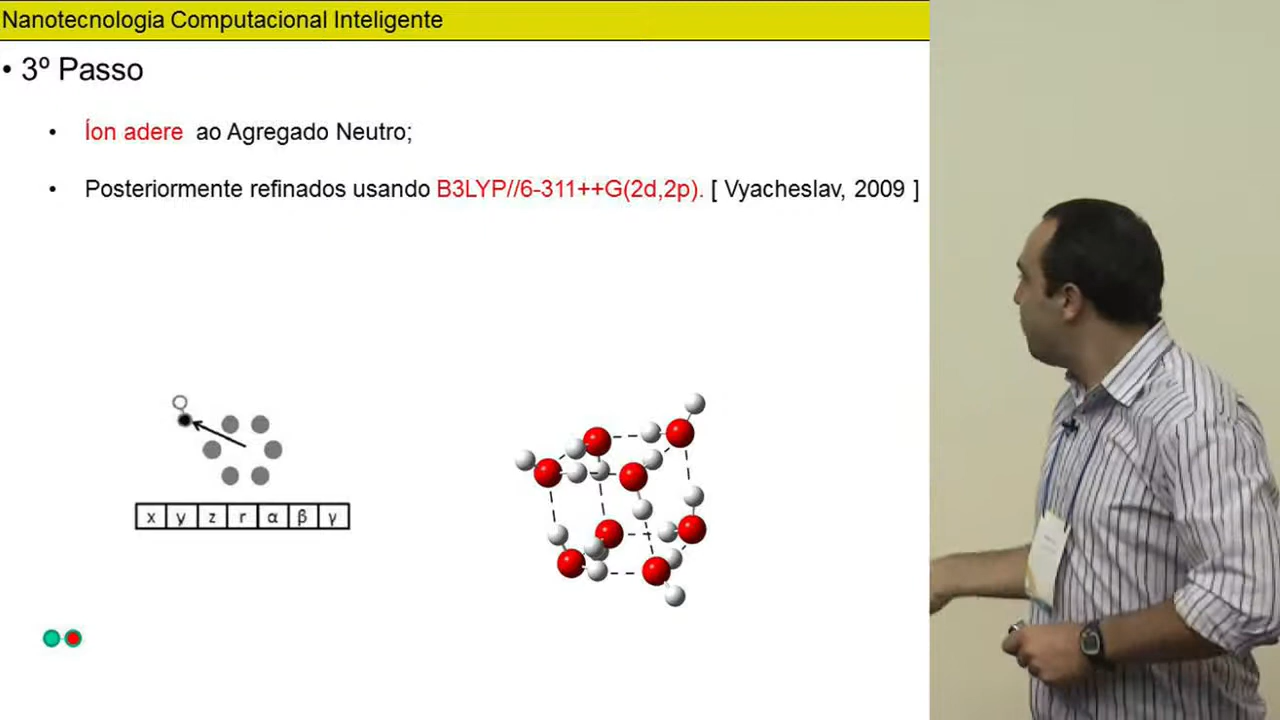 Nanotecnologia Computacional Inteligente
• 3º Passo
• Íon adere ao Agregado Neutro;
• Posteriormente refinados usando B3LYP//6-311++G(2d,2p). [ Vyacheslav, 2009 ]
x y z r α β γ